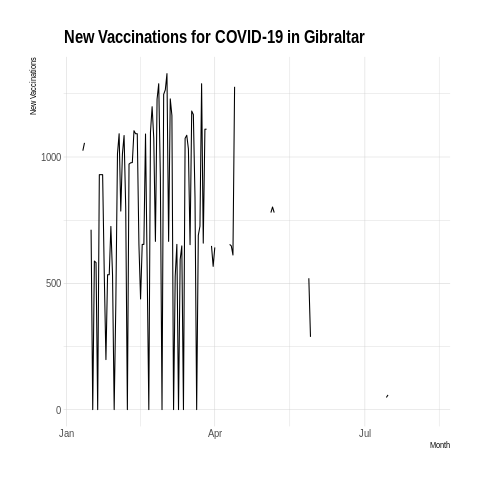 New Vaccinations for COVID-19 in Gibraltar
New Vaccinations
1000
500
0
Jan
Apr
Jul
Month